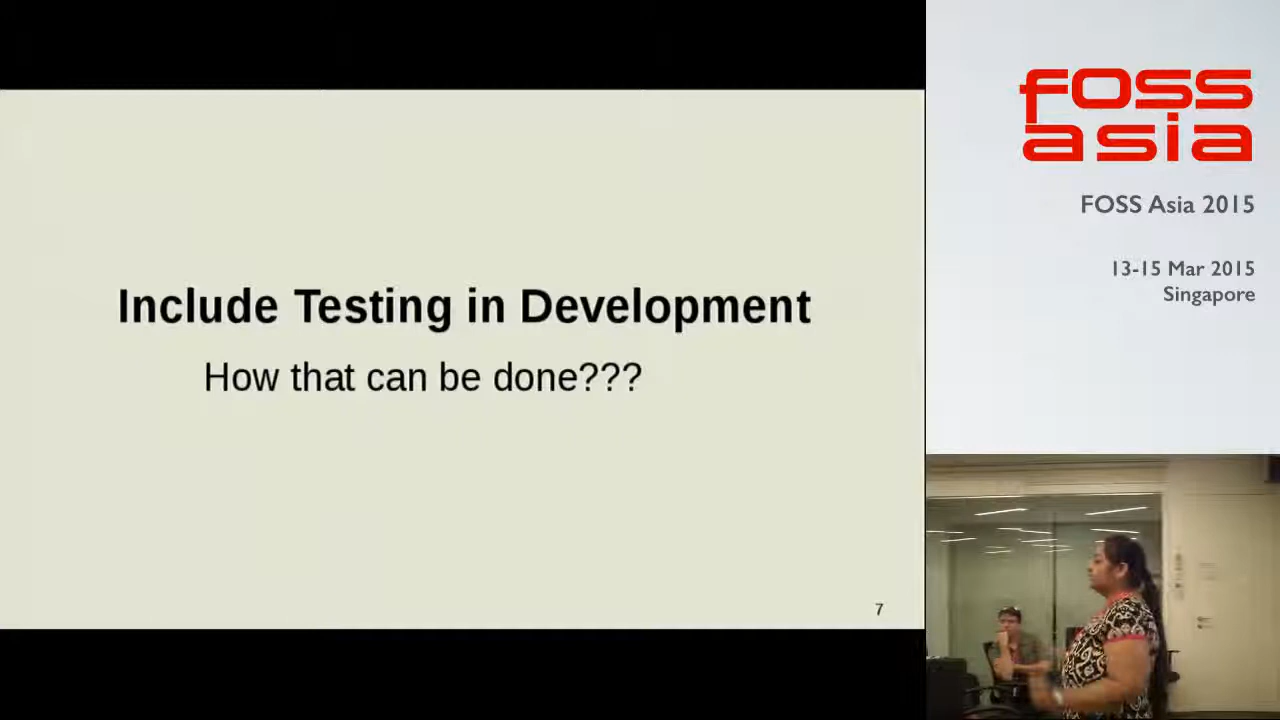 Include Testing in Development
How that can be done???
7
foss
asia
FOSS Asia 2015
13-15 Mar 2015
Singapore